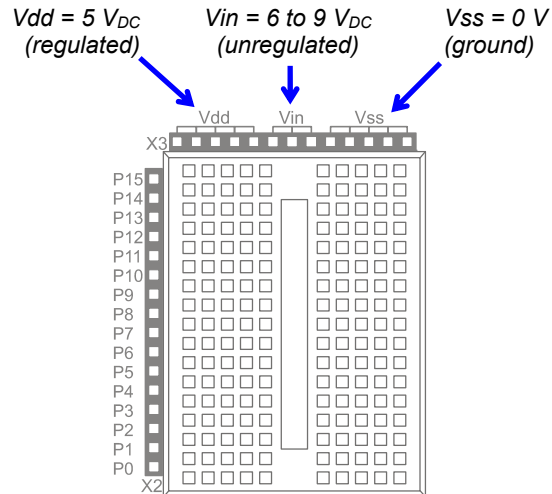 Vdd = 5 VDC
(regulated)
Vin = 6 to 9 VDC
(unregulated)
Vss = 0 V
(ground)
Vdd Vin Vss
X3
P15
P14
P13
P12
P11
P10
P9
P8
P7
P6
P5
P4
P3
P2
P1
P0
X2